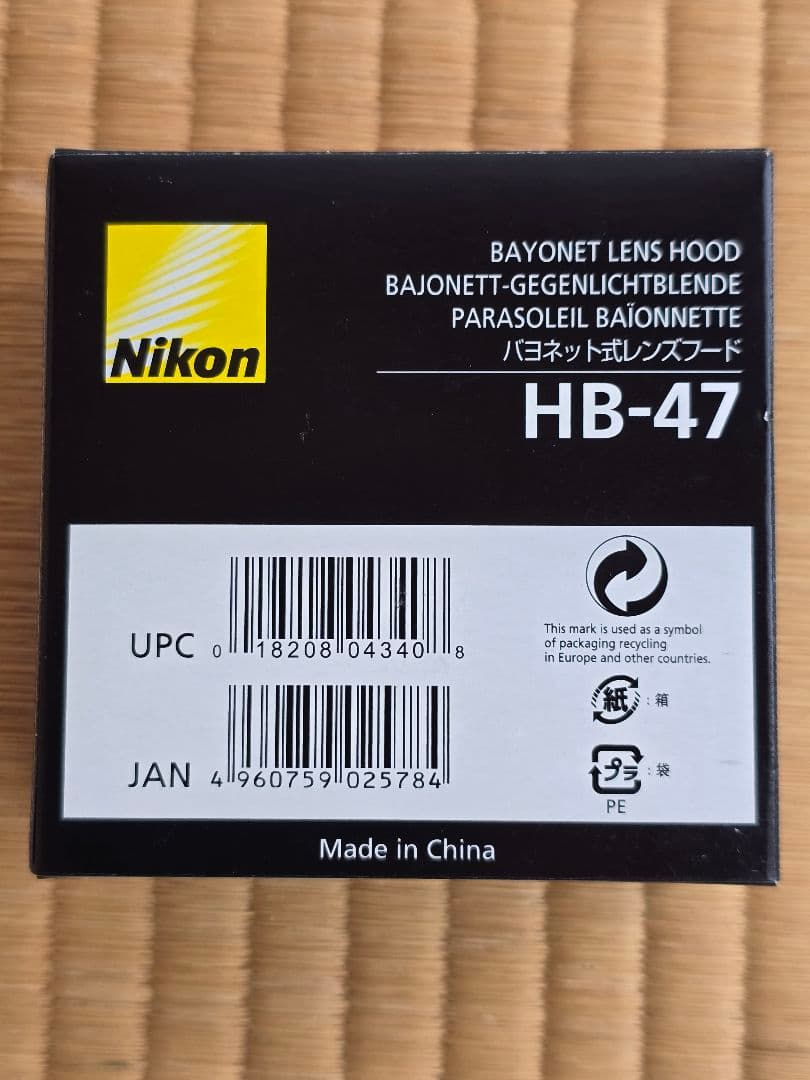 Nikon
BAYONET LENS HOOD
BAJONETT-GEGENLICHTBLENDE
PARASOLEIL BAÏONNETTE
バヨネット式レンズフード
HB-47
UPC 0 18208 04340 8
JAN 4 960759 025784
This mark is used as a symbol
of packaging recycling
in Europe and other countries.
紙 : 箱
プラ : 袋
PE
Made in China